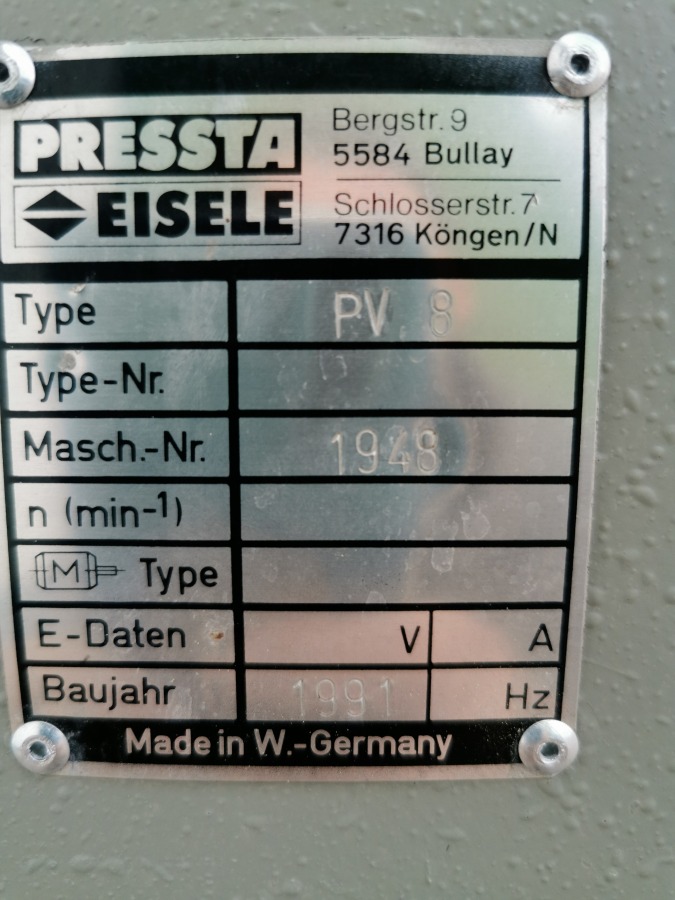 PRESSTA
EISELE
Bergstr. 9
5584 Bullay
Schlosserstr. 7
7316 Köngen/N
Type PV 8
Type-Nr.
Masch.-Nr. 1948
n (min-1)
M Type
E-Daten V A
Baujahr 1991 Hz
Made in W.-Germany